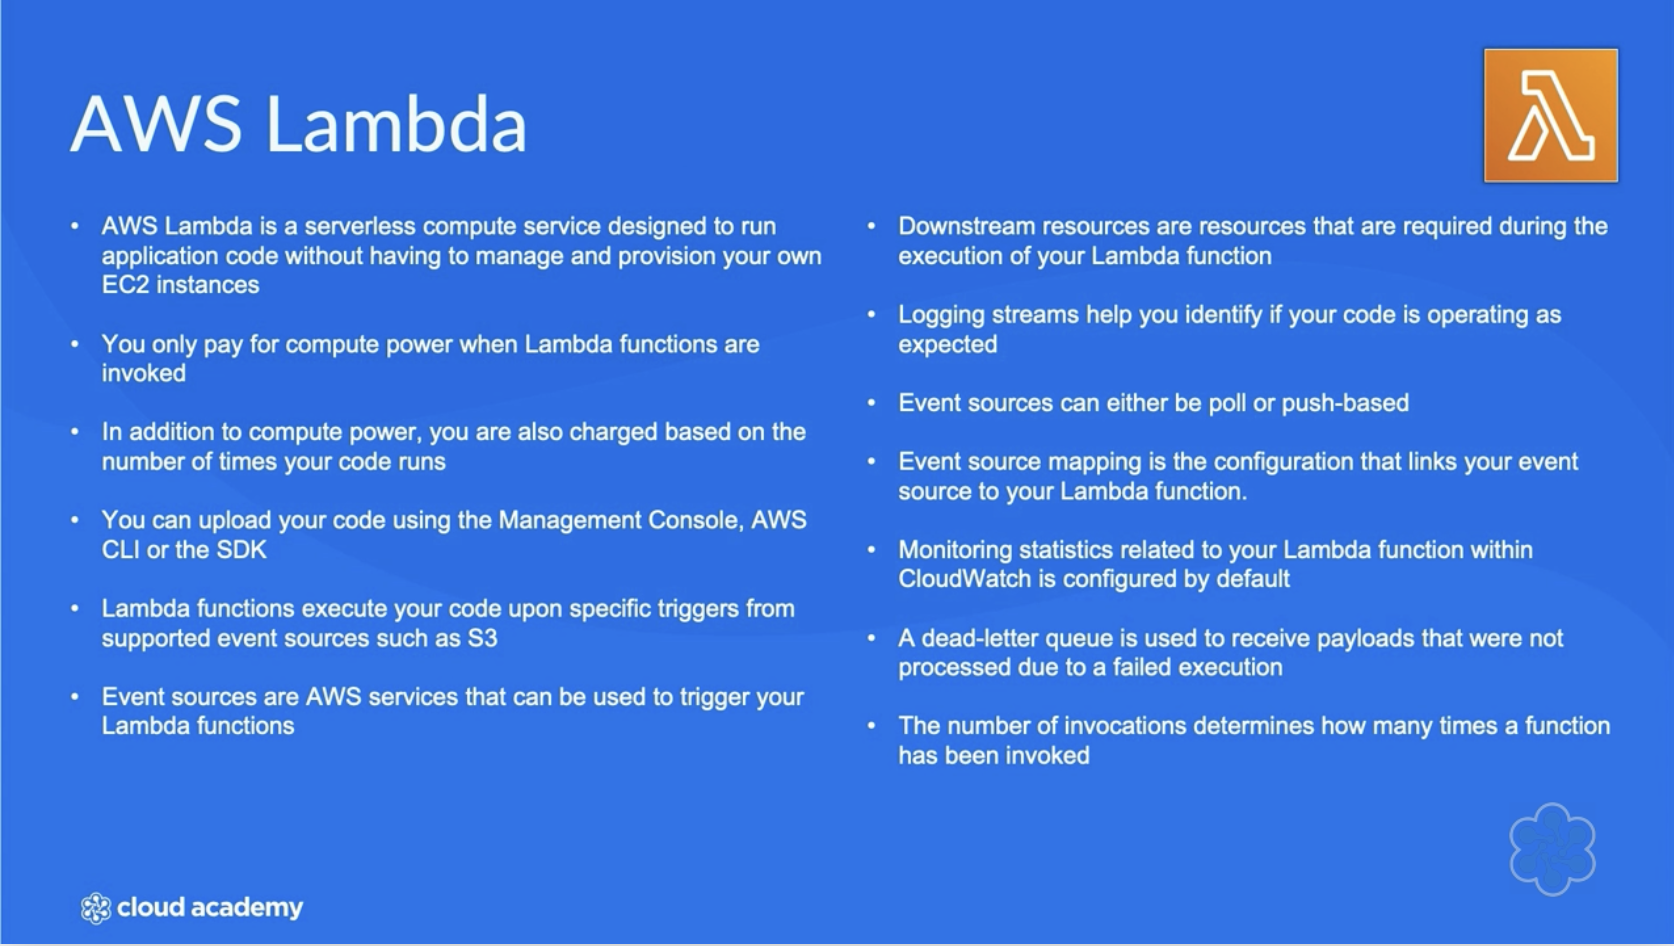 AWS Lambda
• AWS Lambda is a serverless compute service designed to run
application code without having to manage and provision your own
EC2 instances
• You only pay for compute power when Lambda functions are
invoked
• In addition to compute power, you are also charged based on the
number of times your code runs
• You can upload your code using the Management Console, AWS
CLI or the SDK
• Lambda functions execute your code upon specific triggers from
supported event sources such as S3
• Event sources are AWS services that can be used to trigger your
Lambda functions
• Downstream resources are resources that are required during the
execution of your Lambda function
• Logging streams help you identify if your code is operating as
expected
• Event sources can either be poll or push-based
• Event source mapping is the configuration that links your event
source to your Lambda function.
• Monitoring statistics related to your Lambda function within
CloudWatch is configured by default
• A dead-letter queue is used to receive payloads that were not
processed due to a failed execution
• The number of invocations determines how many times a function
has been invoked
cloud academy